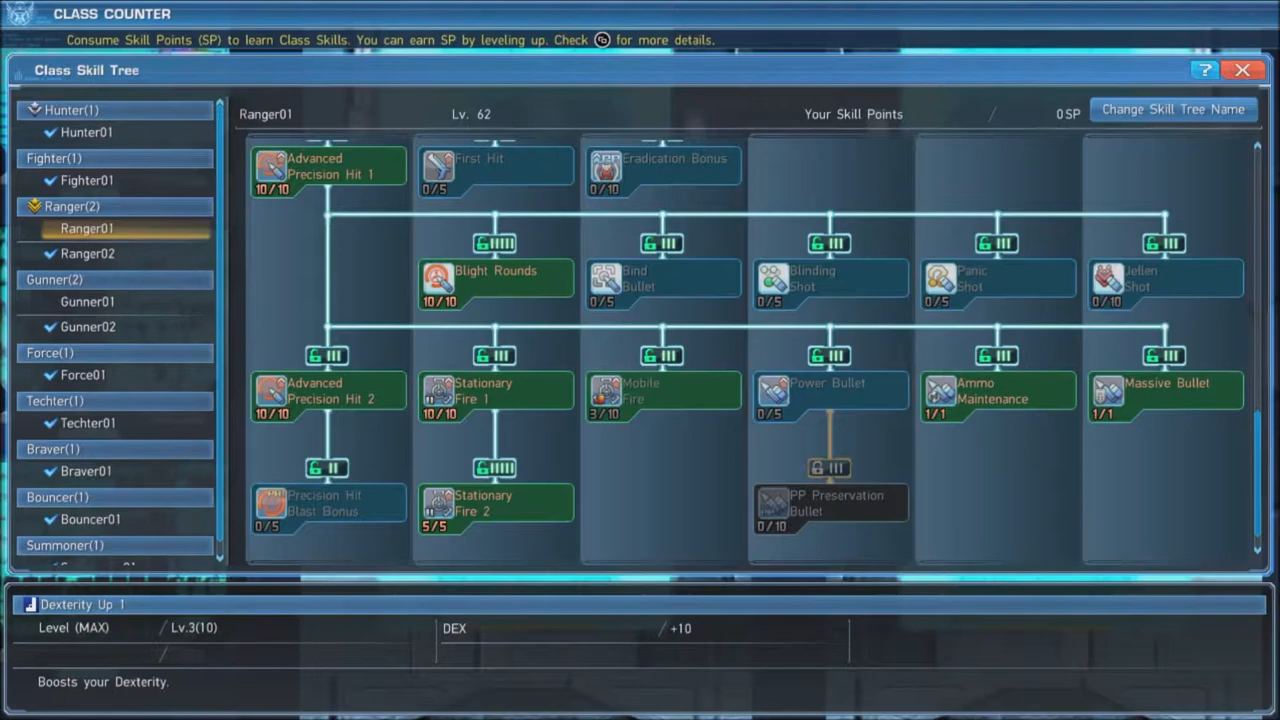 CLASS COUNTER
Consume Skill Points (SP) to learn Class Skills. You can earn SP by leveling up. Check for more details.
Class Skill Tree
?
Hunter(1)
Hunter01
Fighter(1)
Fighter01
Ranger(2)
Ranger01
Ranger02
Gunner(2)
Gunner01
Gunner02
Force(1)
Force01
Techter(1)
Techter01
Braver(1)
Braver01
Bouncer(1)
Bouncer01
Summoner(1)
Ranger01
Lv. 62
Your Skill Points / 0SP
Change Skill Tree Name
Advanced
Precision Hit 1
10/10
First Hit
0/5
Eradication Bonus
0/10
Blight Rounds
10/10
Bind
Bullet
0/5
Blinding
Shot
0/5
Panic
Shot
0/5
Jellen
Shot
0/10
Advanced
Precision Hit 2
10/10
Stationary
Fire 1
10/10
Mobile
Fire
3/10
Power Bullet
0/5
Ammo
Maintenance
1/1
Massive Bullet
1/1
Precision Hit
Blast Bonus
0/5
Stationary
Fire 2
5/5
PP Preservation
Bullet
0/10
Dexterity Up 1
Level (MAX) / Lv.3(10)
DEX / +10
/
Boosts your Dexterity.